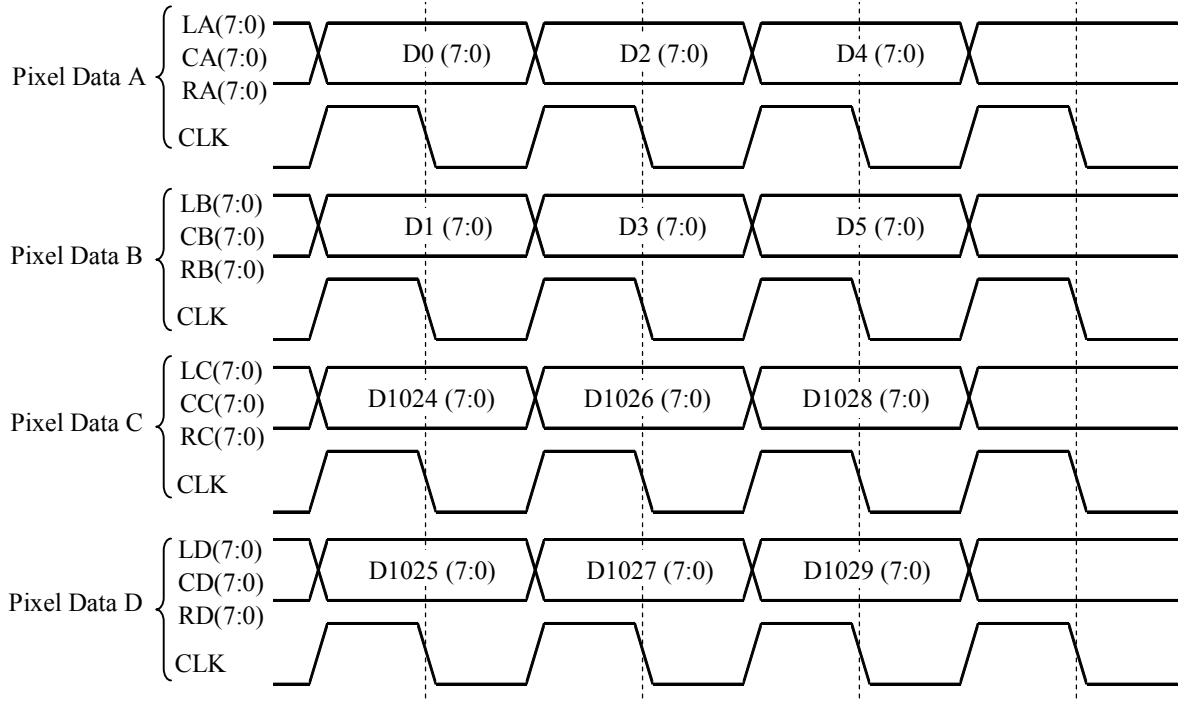 LA(7:0)
CA(7:0)
RA(7:0)
Pixel Data A
CLK
D0 (7:0)
D2 (7:0)
D4 (7:0)
LB(7:0)
CB(7:0)
RB(7:0)
Pixel Data B
CLK
D1 (7:0)
D3 (7:0)
D5 (7:0)
LC(7:0)
CC(7:0)
RC(7:0)
Pixel Data C
CLK
D1024 (7:0)
D1026 (7:0)
D1028 (7:0)
LD(7:0)
CD(7:0)
RD(7:0)
Pixel Data D
CLK
D1025 (7:0)
D1027 (7:0)
D1029 (7:0)